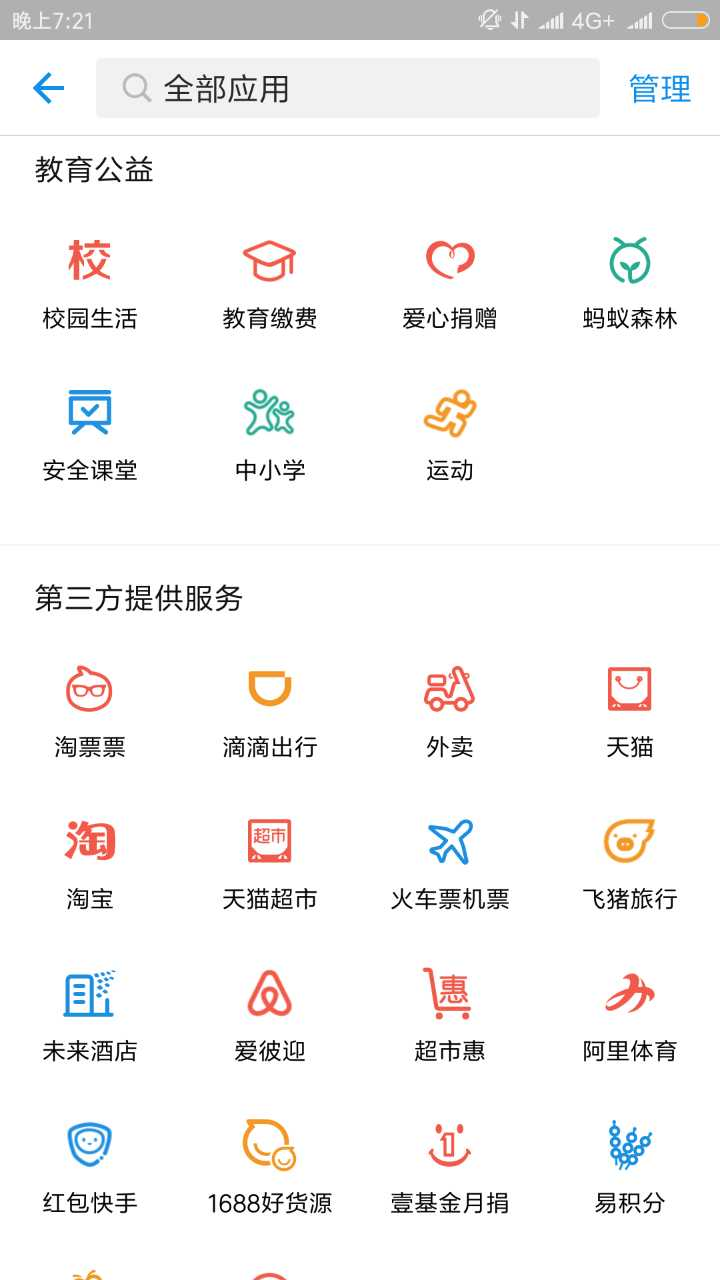 晚上7:21
4G+
全部应用
管理
教育公益
校
校园生活
教育缴费
爱心捐赠
蚂蚁森林
安全课堂
中小学
运动
第三方提供服务
淘票票
滴滴出行
外卖
天猫
淘
超市
淘宝
天猫超市
火车票机票
飞猪旅行
惠
未来酒店
爱彼迎
超市惠
阿里体育
红包快手
1688好货源
壹基金月捐
易积分